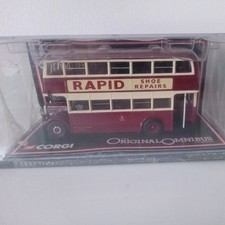 RAPID SHOE REPAIRS
CORGI
ORIGINAL OMNIBUS